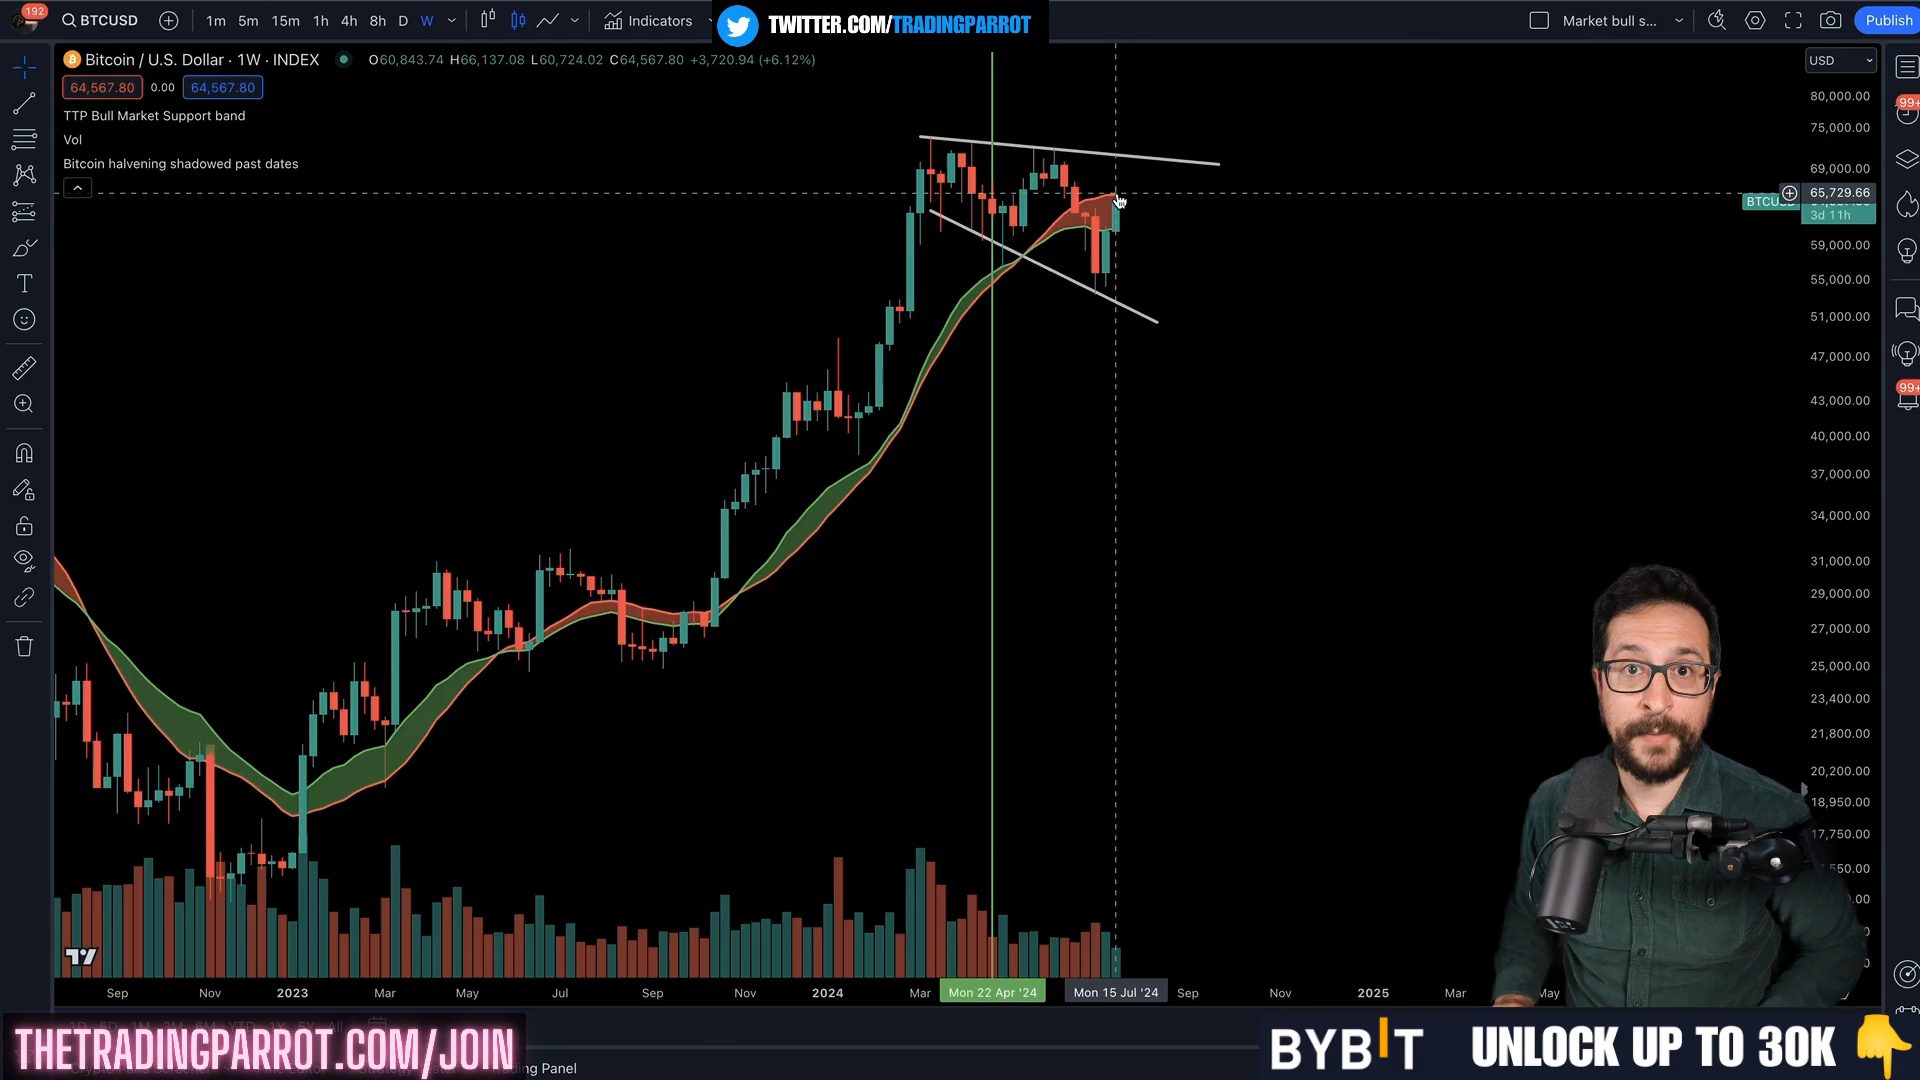 192
BTCUSD
1m 5m 15m 1h 4h 8h D W
Indicators
TWITTER.COM/TRADINGPARROT
Market bull s...
Publish
Bitcoin / U.S. Dollar · 1W · INDEX
O60,843.74 H66,137.08 L60,724.02 C64,567.80 +3,720.94 (+6.12%)
USD
64,567.80 0.00 64,567.80
TTP Bull Market Support band
Vol
Bitcoin halvening shadowed past dates
80,000.00
99+
75,000.00
69,000.00
65,729.66
BTCUSD
3d 11h
59,000.00
55,000.00
51,000.00
47,000.00
99+
43,000.00
40,000.00
37,000.00
34,000.00
31,000.00
29,000.00
27,000.00
25,000.00
23,400.00
21,800.00
20,200.00
18,950.00
17,750.00
Sep Nov 2023 Mar May Jul Sep Nov 2024 Mar Mon 22 Apr '24 Mon 15 Jul '24 Sep Nov 2025 Mar May
THETRADINGPARROT.COM/JOIN
Panel
BYBIT
UNLOCK UP TO 30K